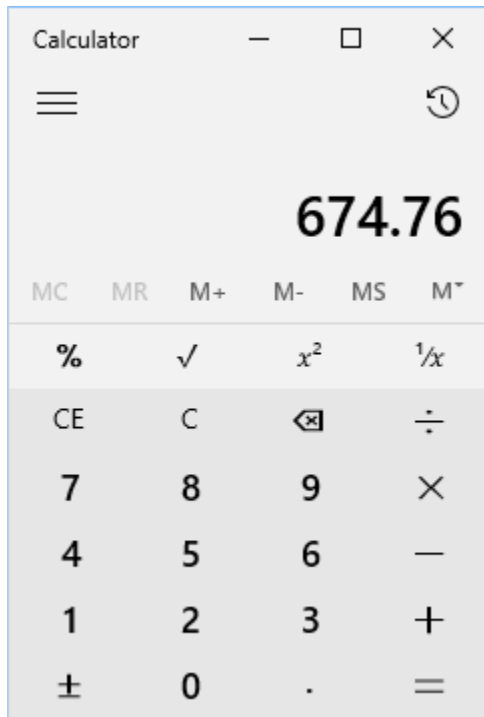 Calculator
674.76
MC MR M+ M- MS M▾
% √ x² ¹/x
CE C ÷
7 8 9 ×
4 5 6 −
1 2 3 +
± 0 . =